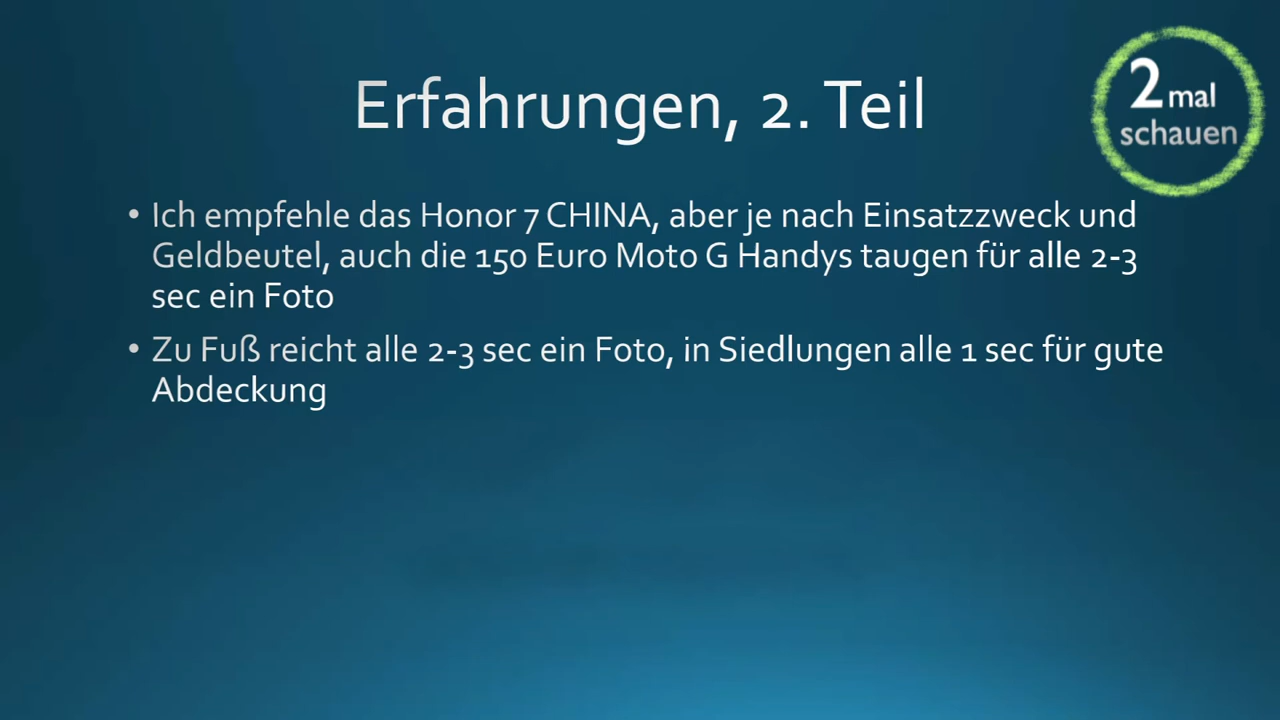 2 mal
schauen
Erfahrungen, 2. Teil
• Ich empfehle das Honor 7 CHINA, aber je nach Einsatzzweck und
Geldbeutel, auch die 150 Euro Moto G Handys taugen für alle 2-3
sec ein Foto
• Zu Fuß reicht alle 2-3 sec ein Foto, in Siedlungen alle 1 sec für gute
Abdeckung